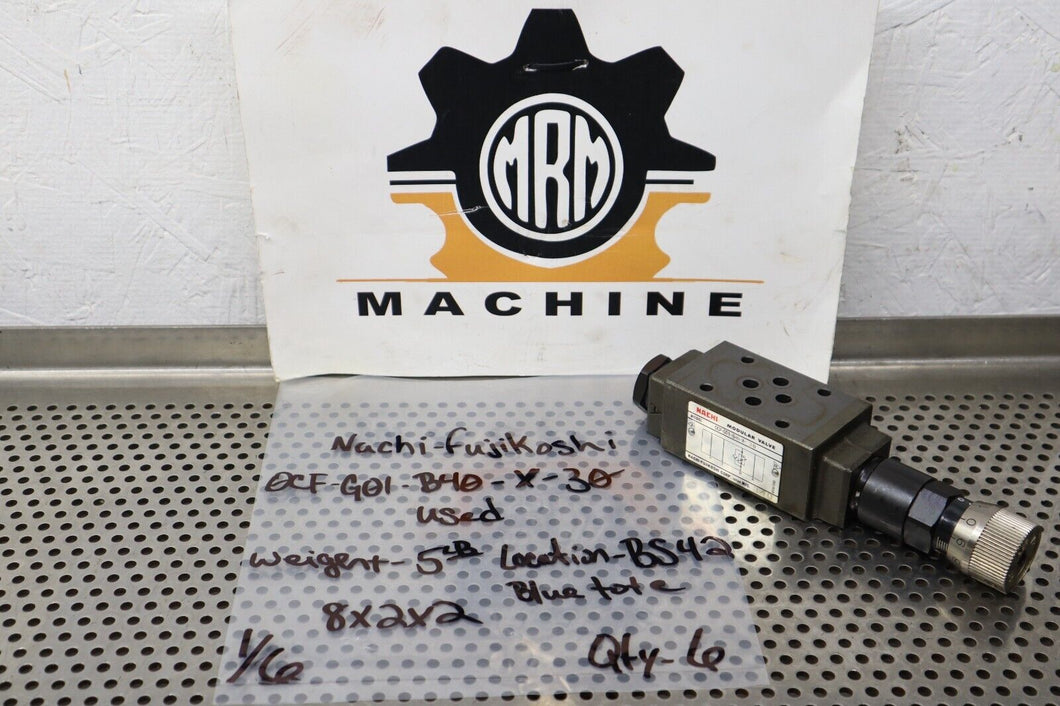 MRM
MACHINE
NACHI
MODULAR VALVE
Nachi-Fujikoshi
OCF-G01-B40-X-30
used
weight-5LB Location-BS42
Blue tote
8x2x2
1/6
Qty-6